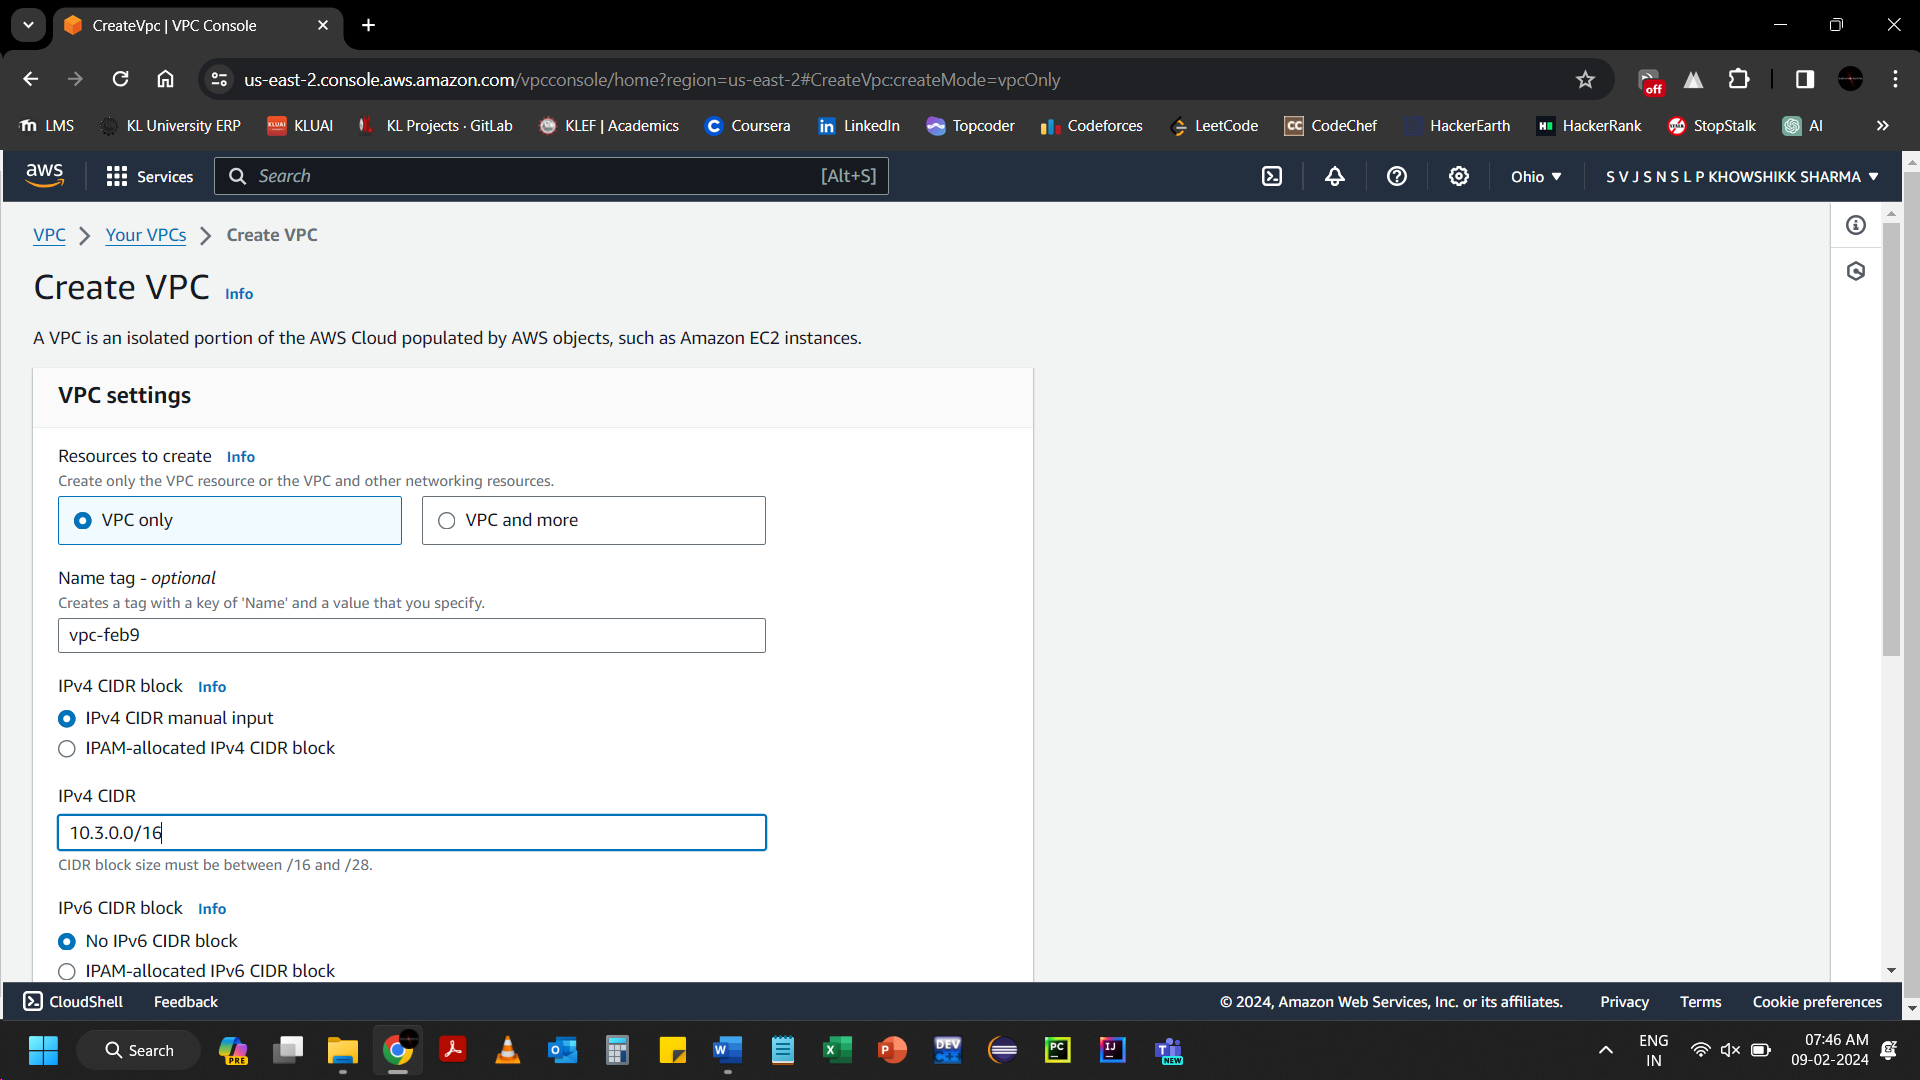 CreateVpc | VPC Console
us-east-2.console.aws.amazon.com/vpcconsole/home?region=us-east-2#CreateVpc:createMode=vpcOnly
off
LMS
KL University ERP
KLUAI
KLUAI
KL Projects · GitLab
KLEF | Academics
Coursera
LinkedIn
Topcoder
Codeforces
LeetCode
CodeChef
HackerEarth
HackerRank
StopStalk
AI
aws
Services
Search
[Alt+S]
Ohio
S V J S N S L P KHOWSHIKK SHARMA
VPC
Your VPCs
Create VPC
Create VPC Info
A VPC is an isolated portion of the AWS Cloud populated by AWS objects, such as Amazon EC2 instances.
VPC settings
Resources to create Info
Create only the VPC resource or the VPC and other networking resources.
VPC only
VPC and more
Name tag - optional
Creates a tag with a key of 'Name' and a value that you specify.
vpc-feb9
IPv4 CIDR block Info
IPv4 CIDR manual input
IPAM-allocated IPv4 CIDR block
IPv4 CIDR
10.3.0.0/16
CIDR block size must be between /16 and /28.
IPv6 CIDR block Info
No IPv6 CIDR block
IPAM-allocated IPv6 CIDR block
CloudShell
Feedback
© 2024, Amazon Web Services, Inc. or its affiliates.
Privacy
Terms
Cookie preferences
Search
PRE
DEV
PC
IJ
NEW
ENG
IN
07:46 AM
09-02-2024